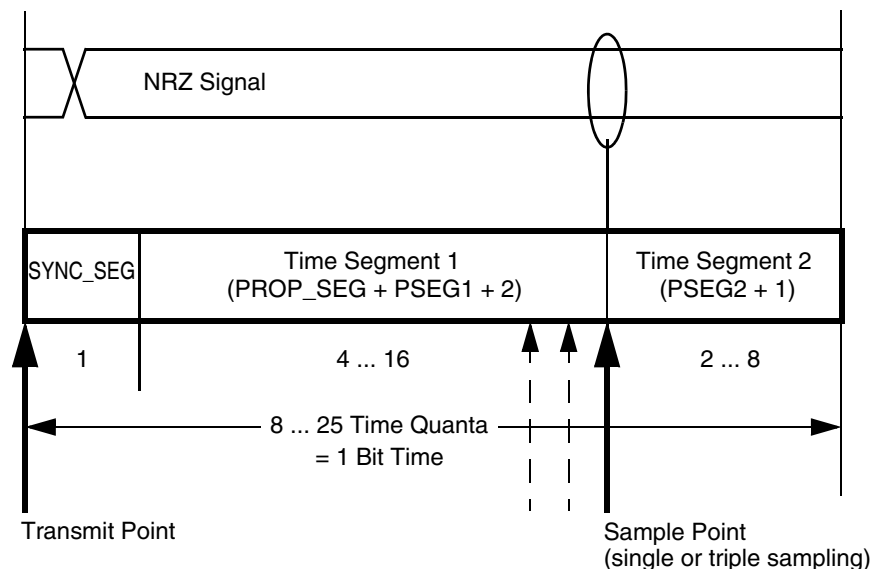 NRZ Signal
SYNC_SEG
Time Segment 1
(PROP_SEG + PSEG1 + 2)
Time Segment 2
(PSEG2 + 1)
1
4 ... 16
2 ... 8
8 ... 25 Time Quanta
= 1 Bit Time
Transmit Point
Sample Point
(single or triple sampling)